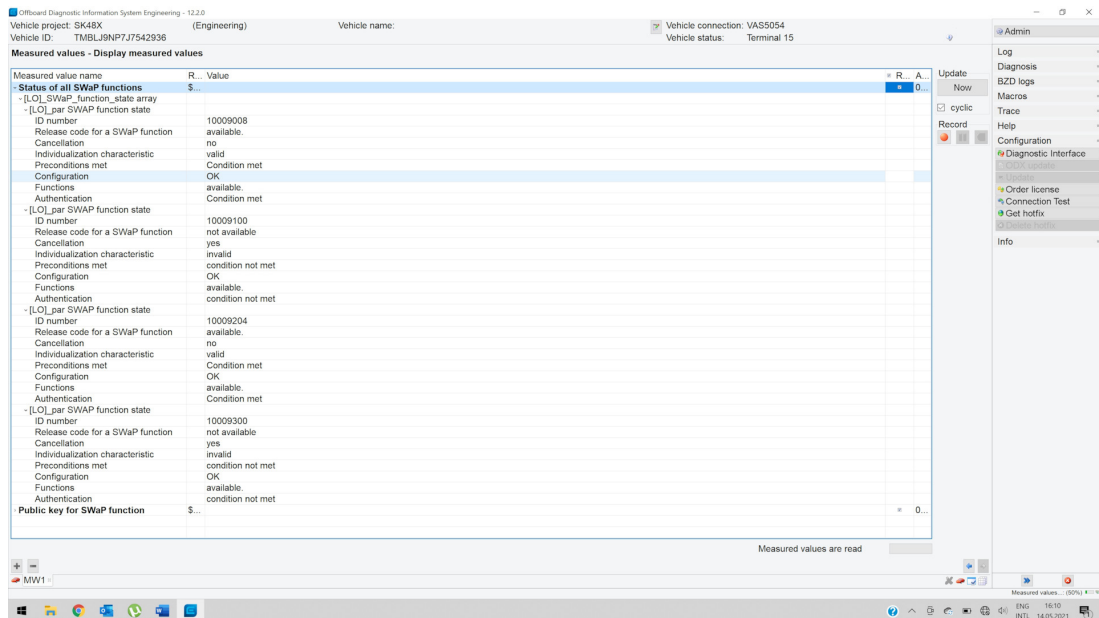 Offboard Diagnostic Information System Engineering - 12.2.0
Vehicle project: SK48X (Engineering) Vehicle name: Vehicle connection: VAS5054
Vehicle ID: TMBLJ9NP7J7542936 Vehicle status: Terminal 15
Measured values - Display measured values
Measured value name R... Value R... A...
Status of all SWaP functions $... 0...
[LO]_SWaP_function_state array
[LO]_par SWAP function state
ID number 10009008
Release code for a SWaP function available.
Cancellation no
Individualization characteristic valid
Preconditions met Condition met
Configuration OK
Functions available.
Authentication Condition met
[LO]_par SWAP function state
ID number 10009100
Release code for a SWaP function not available
Cancellation yes
Individualization characteristic invalid
Preconditions met condition not met
Configuration OK
Functions available.
Authentication condition not met
[LO]_par SWAP function state
ID number 10009204
Release code for a SWaP function available.
Cancellation no
Individualization characteristic valid
Preconditions met Condition met
Configuration OK
Functions available.
Authentication Condition met
[LO]_par SWAP function state
ID number 10009300
Release code for a SWaP function not available
Cancellation yes
Individualization characteristic invalid
Preconditions met condition not met
Configuration OK
Functions available.
Authentication condition not met
Public key for SWaP function $... 0...
Measured values are read
MW1
Update
Now
cyclic
Record
Admin
Log
Diagnosis
BZD logs
Macros
Trace
Help
Configuration
Diagnostic Interface
Update
Order license
Connection Test
Get hotfix
Delete hotfix
Info
Measured values...: (50%)
ENG 16:10
INTL 14.05.2021